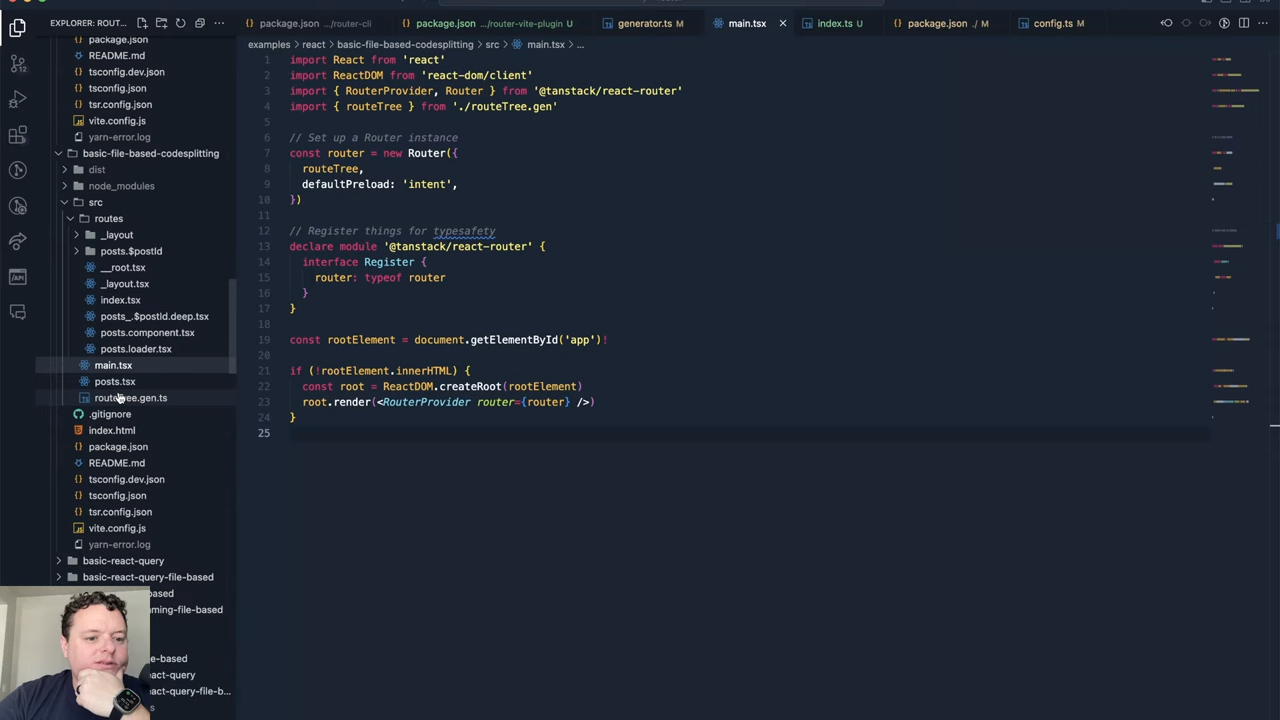 EXPLORER: ROUT...
package.json
README.md
tsconfig.dev.json
tsconfig.json
tsr.config.json
vite.config.js
yarn-error.log
basic-file-based-codesplitting
dist
node_modules
src
routes
_layout
posts.$postId
__root.tsx
_layout.tsx
index.tsx
posts_.$postId.deep.tsx
posts.component.tsx
posts.loader.tsx
main.tsx
posts.tsx
routeTree.gen.ts
.gitignore
index.html
package.json
README.md
tsconfig.dev.json
tsconfig.json
tsr.config.json
vite.config.js
yarn-error.log
basic-react-query
basic-react-query-file-based
package.json .../router-cli
package.json .../router-vite-plugin U
generator.ts M
main.tsx
index.ts U
package.json ./ M
config.ts M
examples > react > basic-file-based-codesplitting > src > main.tsx > ...
1 import React from 'react'
2 import ReactDOM from 'react-dom/client'
3 import { RouterProvider, Router } from '@tanstack/react-router'
4 import { routeTree } from './routeTree.gen'
5
6 // Set up a Router instance
7 const router = new Router({
8 routeTree,
9 defaultPreload: 'intent',
10 })
11
12 // Register things for typesafety
13 declare module '@tanstack/react-router' {
14 interface Register {
15 router: typeof router
16 }
17 }
18
19 const rootElement = document.getElementById('app')!
20
21 if (!rootElement.innerHTML) {
22 const root = ReactDOM.createRoot(rootElement)
23 root.render(<RouterProvider router={router} />)
24 }
25